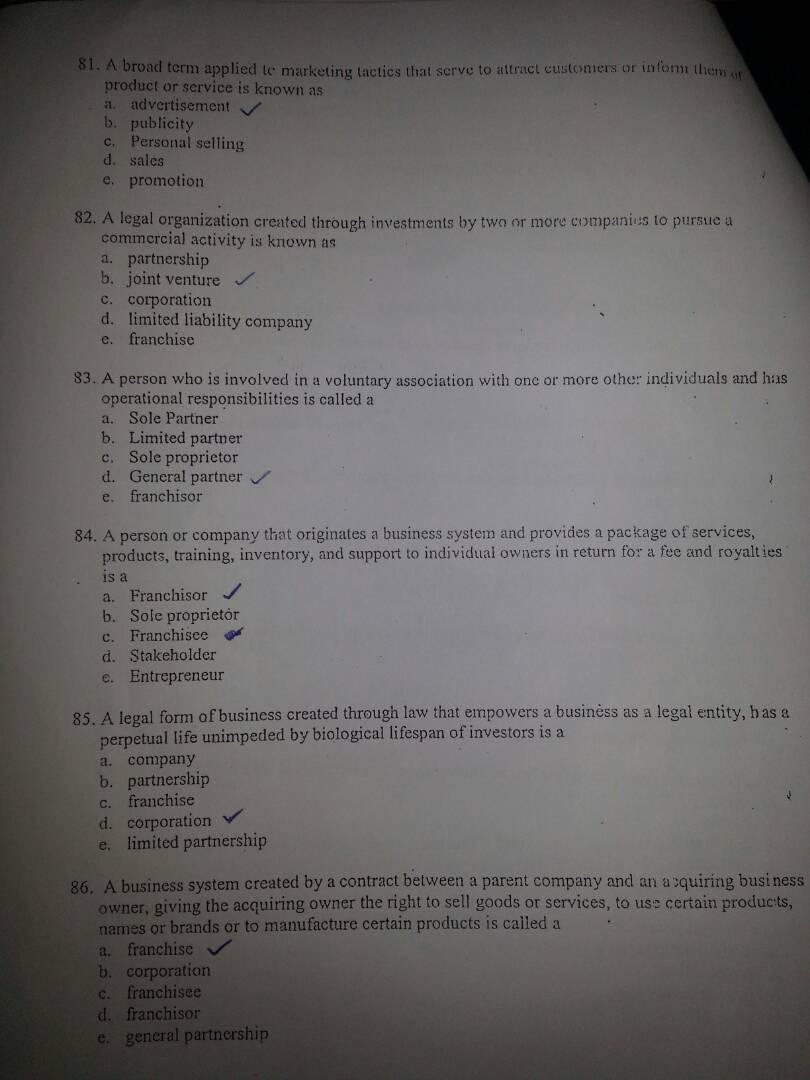 81. A broad term applied to marketing tactics that serve to attract customers or inform them of
product or service is known as
a. advertisement
b. publicity
c. Personal selling
d. sales
e. promotion
82. A legal organization created through investments by two or more companies to pursue a
commercial activity is known as
a. partnership
b. joint venture
c. corporation
d. limited liability company
e. franchise
83. A person who is involved in a voluntary association with one or more other individuals and has
operational responsibilities is called a
a. Sole Partner
b. Limited partner
c. Sole proprietor
d. General partner
e. franchisor
84. A person or company that originates a business system and provides a package of services,
products, training, inventory, and support to individual owners in return for a fee and royalties
is a
a. Franchisor
b. Sole proprietor
c. Franchisee
d. Stakeholder
e. Entrepreneur
85. A legal form of business created through law that empowers a business as a legal entity, has a
perpetual life unimpeded by biological lifespan of investors is a
a. company
b. partnership
c. franchise
d. corporation
e. limited partnership
86. A business system created by a contract between a parent company and an acquiring business
owner, giving the acquiring owner the right to sell goods or services, to use certain products,
names or brands or to manufacture certain products is called a
a. franchise
b. corporation
c. franchisee
d. franchisor
e. general partnership